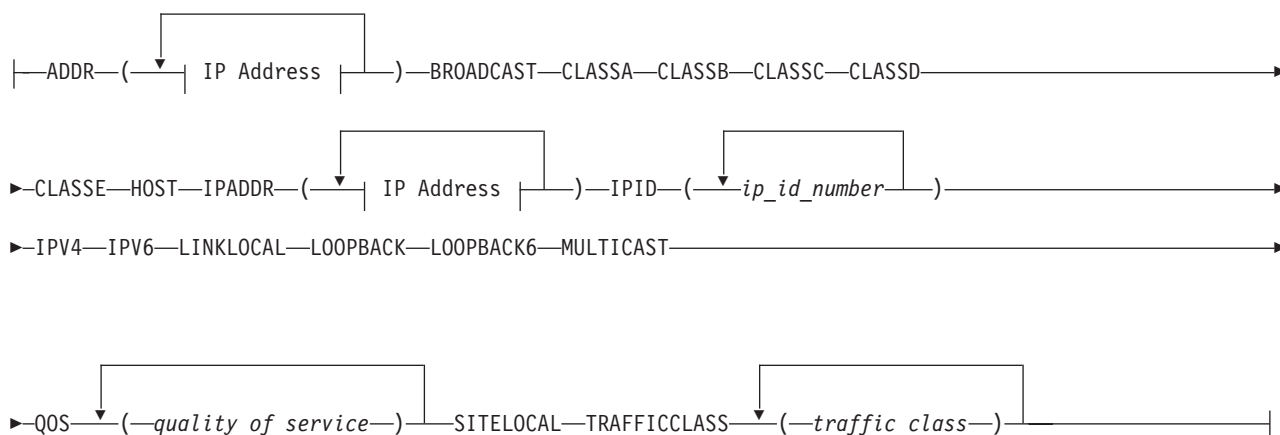 ADDR ( IP Address ) BROADCAST CLASSA CLASSB CLASSC CLASSD
CLASSE HOST IPADDR ( IP Address ) IPID ( ip_id_number )
IPV4 IPV6 LINKLOCAL LOOPBACK LOOPBACK6 MULTICAST
QOS ( quality of service ) SITELOCAL TRAFFICCLASS ( traffic class )